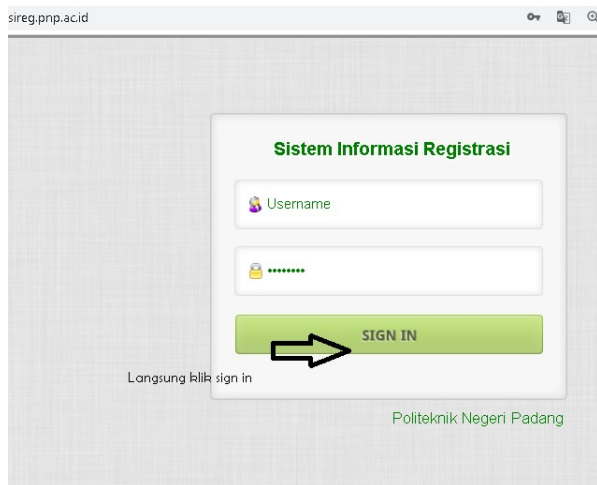 sireg.pnp.ac.id
Sistem Informasi Registrasi
Username
••••••••
SIGN IN
Langsung klik sign in
Politeknik Negeri Padang